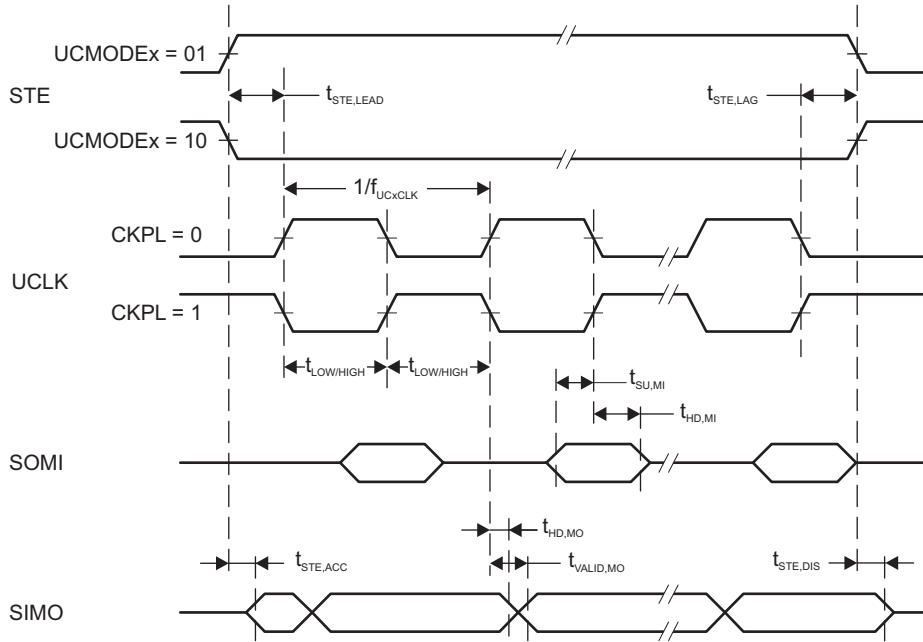 UCMODEx = 01
STE
tSTE,LEAD
tSTE,LAG
UCMODEx = 10
1/fUCxCLK
CKPL = 0
UCLK
CKPL = 1
tLOW/HIGH tLOW/HIGH
tSU,MI
tHD,MI
SOMI
tHD,MO
tSTE,ACC
tVALID,MO
tSTE,DIS
SIMO